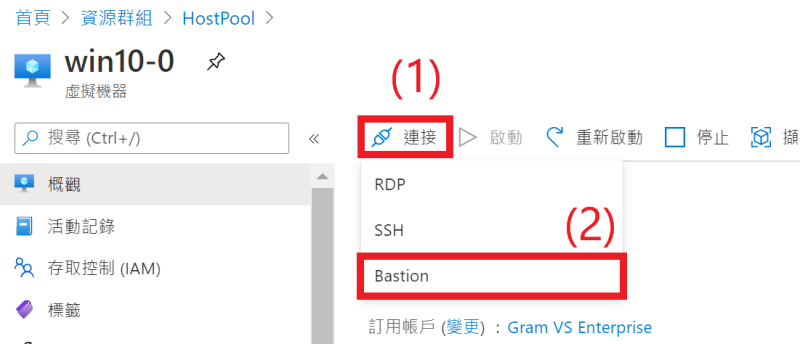 首頁 > 資源群組 > HostPool >
win10-0
虛擬機器
(1)
搜尋 (Ctrl+/)
«
連接
啟動
重新啟動
停止
擷
概觀
活動記錄
存取控制 (IAM)
標籤
RDP
SSH
(2)
Bastion
訂用帳戶 (變更) : Gram VS Enterprise